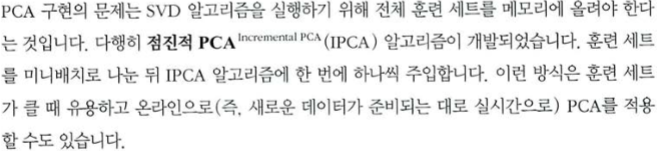 PCA 구현의 문제는 SVD 알고리즘을 실행하기 위해 전체 훈련 세트를 메모리에 올려야 한다
는 것입니다. 다행히 점진적 PCA Incremental PCA(IPCA) 알고리즘이 개발되었습니다. 훈련 세트
를 미니배치로 나눈 뒤 IPCA 알고리즘에 한 번에 하나씩 주입합니다. 이런 방식은 훈련 세트
가 클 때 유용하고 온라인으로(즉, 새로운 데이터가 준비되는 대로 실시간으로) PCA를 적용
할 수도 있습니다.